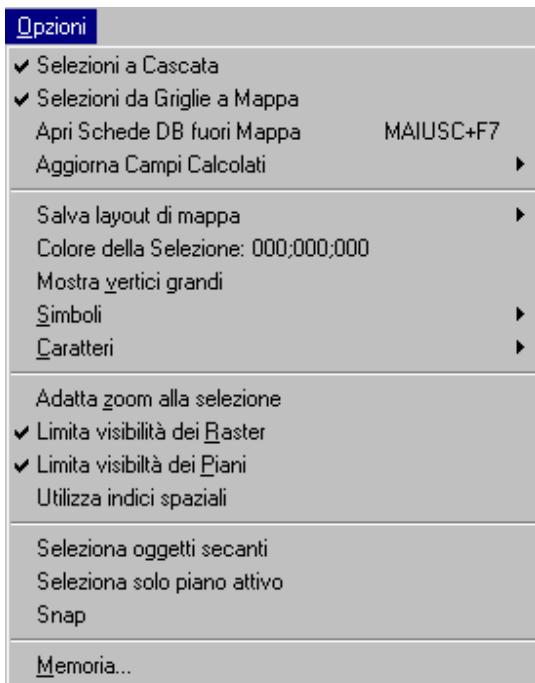 Opzioni
Selezioni a Cascata
Selezioni da Griglie a Mappa
Apri Schede DB fuori Mappa MAIUSC+F7
Aggiorna Campi Calcolati
Salva layout di mappa
Colore della Selezione: 000;000;000
Mostra vertici grandi
Simboli
Caratteri
Adatta zoom alla selezione
Limita visibilità dei Raster
Limita visibiltà dei Piani
Utilizza indici spaziali
Seleziona oggetti secanti
Seleziona solo piano attivo
Snap
Memoria...